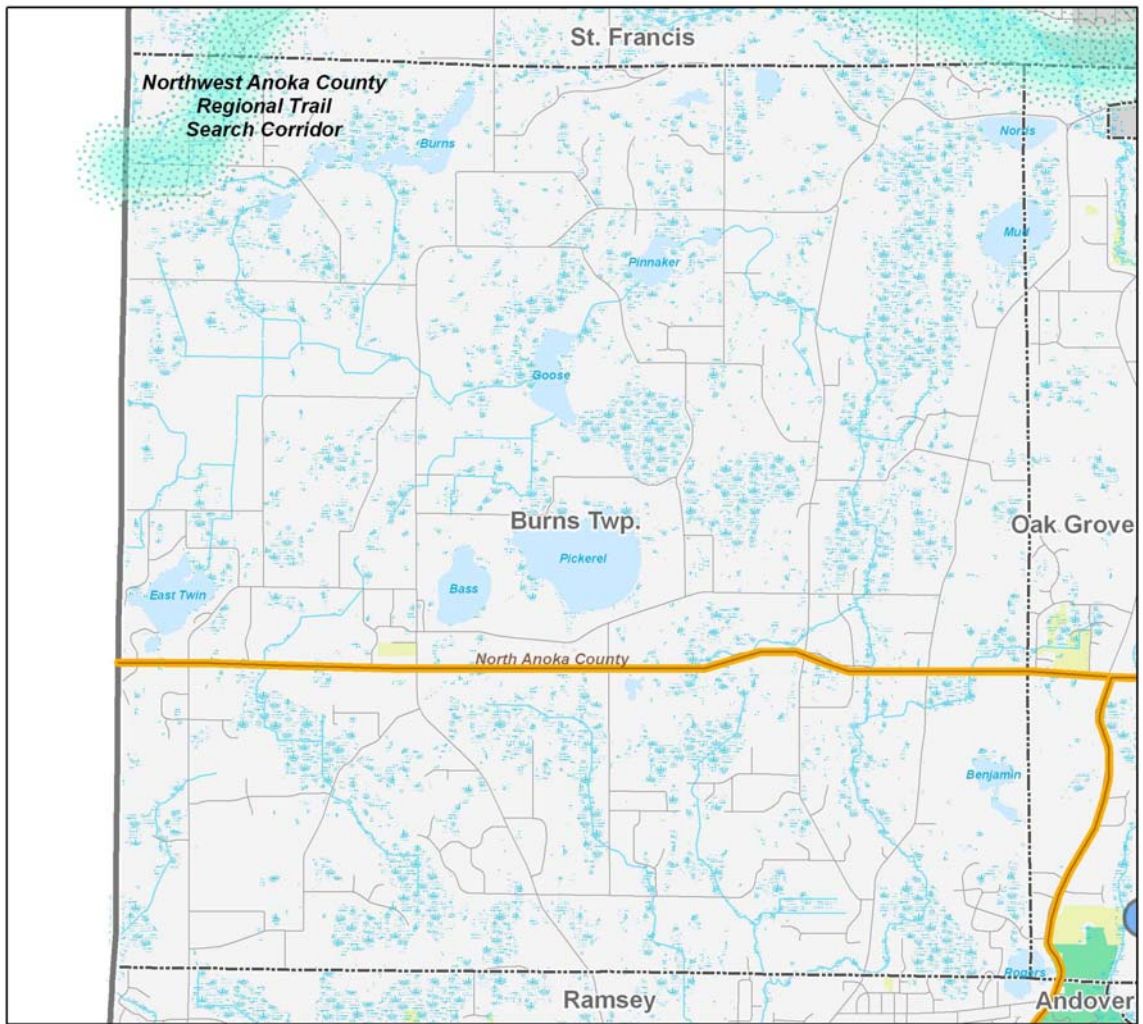 St. Francis
Northwest Anoka County
Regional Trail
Search Corridor
Burns
Norris
Mud
Pinnaker
Goose
Burns Twp.
Oak Grove
Pickerel
Bass
East Twin
North Anoka County
Benjamin
Rogers
Ramsey
Andover